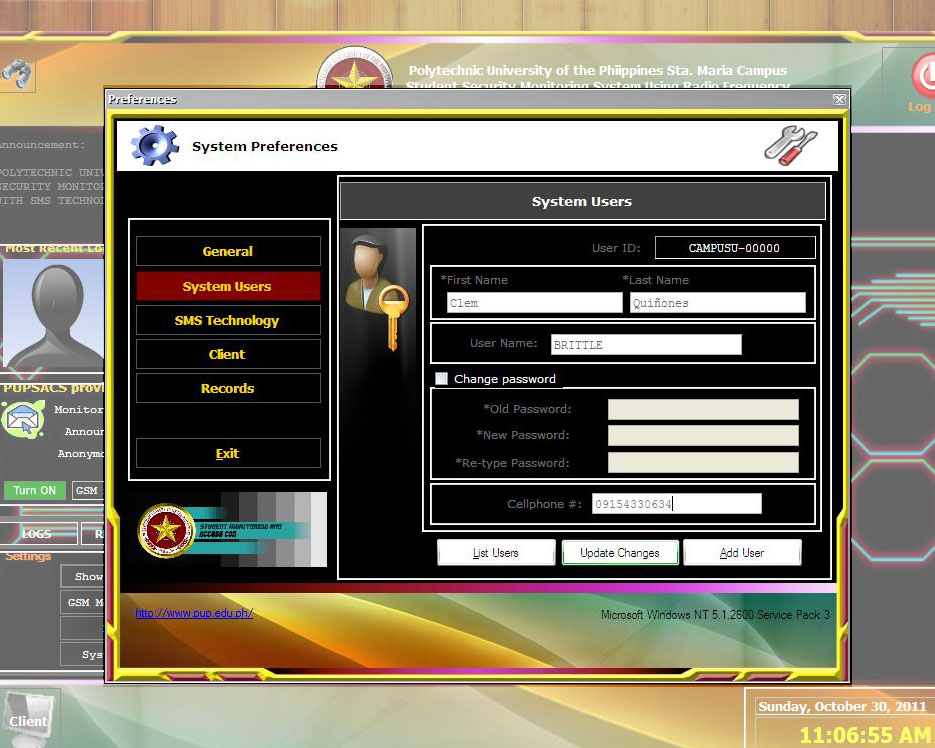 Polytechnic University of the Phiippines Sta. Maria Campus
Student Security Monitoring System Using Radio Frequency
Log
Announcement:
POLYTECHNIC UNIV
SECURITY MONITOR
WITH SMS TECHNOL
Most Recent Lo
PUPSACS provi
Monitor
Announ
Anonym
Turn ON
GSM
LOGS
R
Settings
Show
GSM M
Sys
Client
Preferences
System Preferences
General
System Users
SMS Technology
Client
Records
Exit
STUDENT MONITORING AND
ACCESS CON
System Users
User ID: CAMPUSU-00000
*First Name *Last Name
Clem Quiñones
User Name: BRITTLE
Change password
*Old Password:
*New Password:
*Re-type Password:
Cellphone #: 09154330634
List Users Update Changes Add User
http://www.pup.edu.ph/ Microsoft Windows NT 5.1.2600 Service Pack 3
Sunday, October 30, 2011
11:06:55 AM